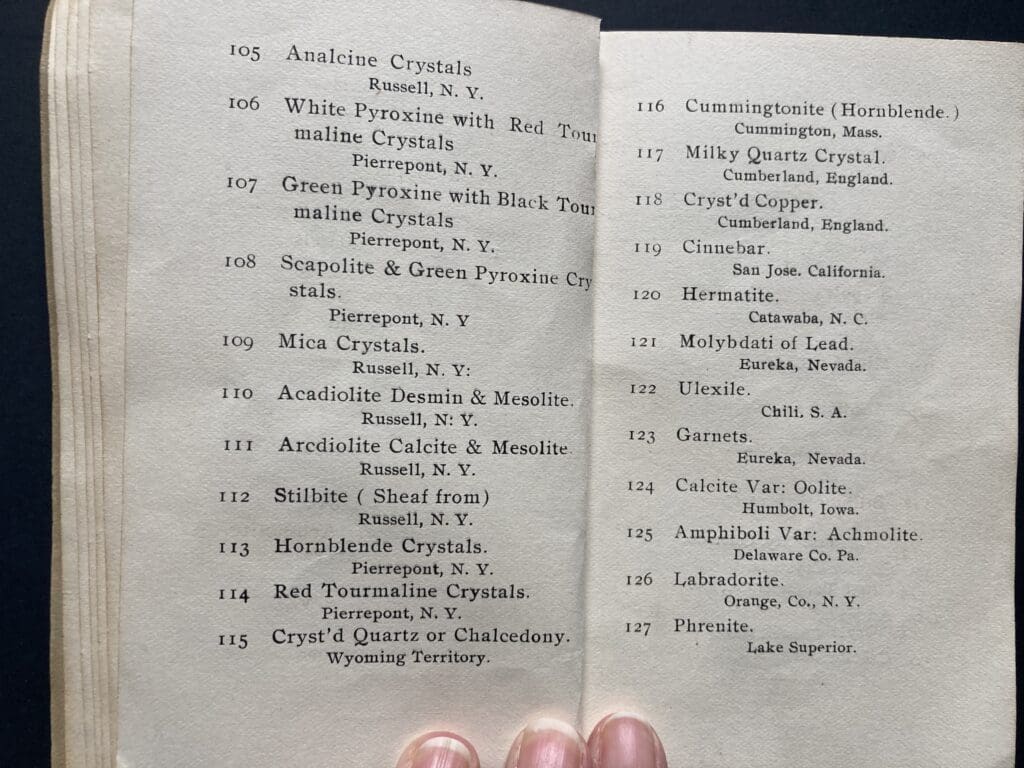 105 Analcine Crystals
Russell, N. Y.
106 White Pyroxine with Red Tour
maline Crystals
Pierrepont, N. Y.
107 Green Pyroxine with Black Tour
maline Crystals
Pierrepont, N. Y.
108 Scapolite & Green Pyroxine Cry
stals.
Pierrepont, N. Y
109 Mica Crystals.
Russell, N. Y:
110 Acadiolite Desmin & Mesolite.
Russell, N: Y.
111 Arcdiolite Calcite & Mesolite
Russell, N. Y.
112 Stilbite ( Sheaf from)
Russell, N. Y.
113 Hornblende Crystals.
Pierrepont, N. Y.
114 Red Tourmaline Crystals.
Pierrepont, N. Y.
115 Cryst'd Quartz or Chalcedony.
Wyoming Territory.
116 Cummingtonite (Hornblende.)
Cummington, Mass.
117 Milky Quartz Crystal.
Cumberland, England.
118 Cryst'd Copper.
Cumberland, England.
119 Cinnebar.
San Jose. California.
120 Hermatite.
Catawaba, N. C.
121 Molybdati of Lead.
Eureka, Nevada.
122 Ulexile.
Chili. S. A.
123 Garnets.
Eureka, Nevada.
124 Calcite Var: Oolite.
Humbolt, Iowa.
125 Amphiboli Var: Achmolite.
Delaware Co. Pa.
126 Labradorite.
Orange, Co., N. Y.
127 Phrenite.
Lake Superior.